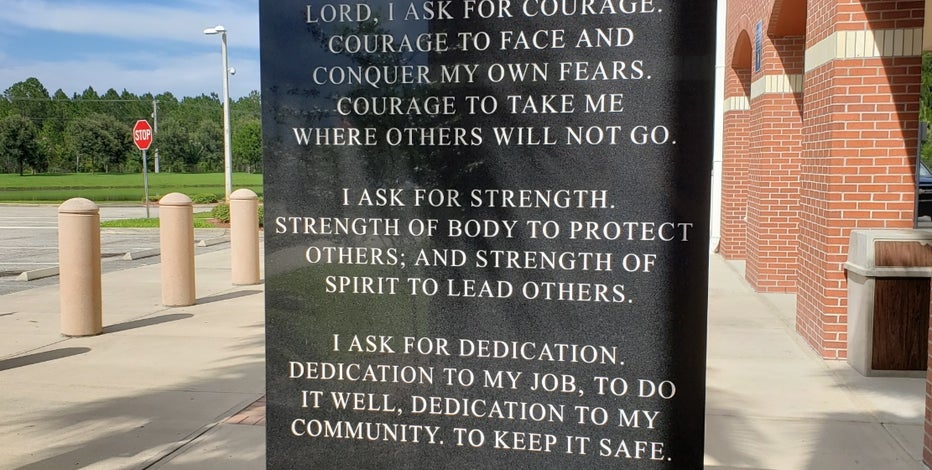 LORD, I ASK FOR COURAGE.
COURAGE TO FACE AND
CONQUER MY OWN FEARS.
COURAGE TO TAKE ME
WHERE OTHERS WILL NOT GO.
I ASK FOR STRENGTH.
STRENGTH OF BODY TO PROTECT
OTHERS; AND STRENGTH OF
SPIRIT TO LEAD OTHERS.
I ASK FOR DEDICATION.
DEDICATION TO MY JOB, TO DO
IT WELL, DEDICATION TO MY
COMMUNITY. TO KEEP IT SAFE.
STOP